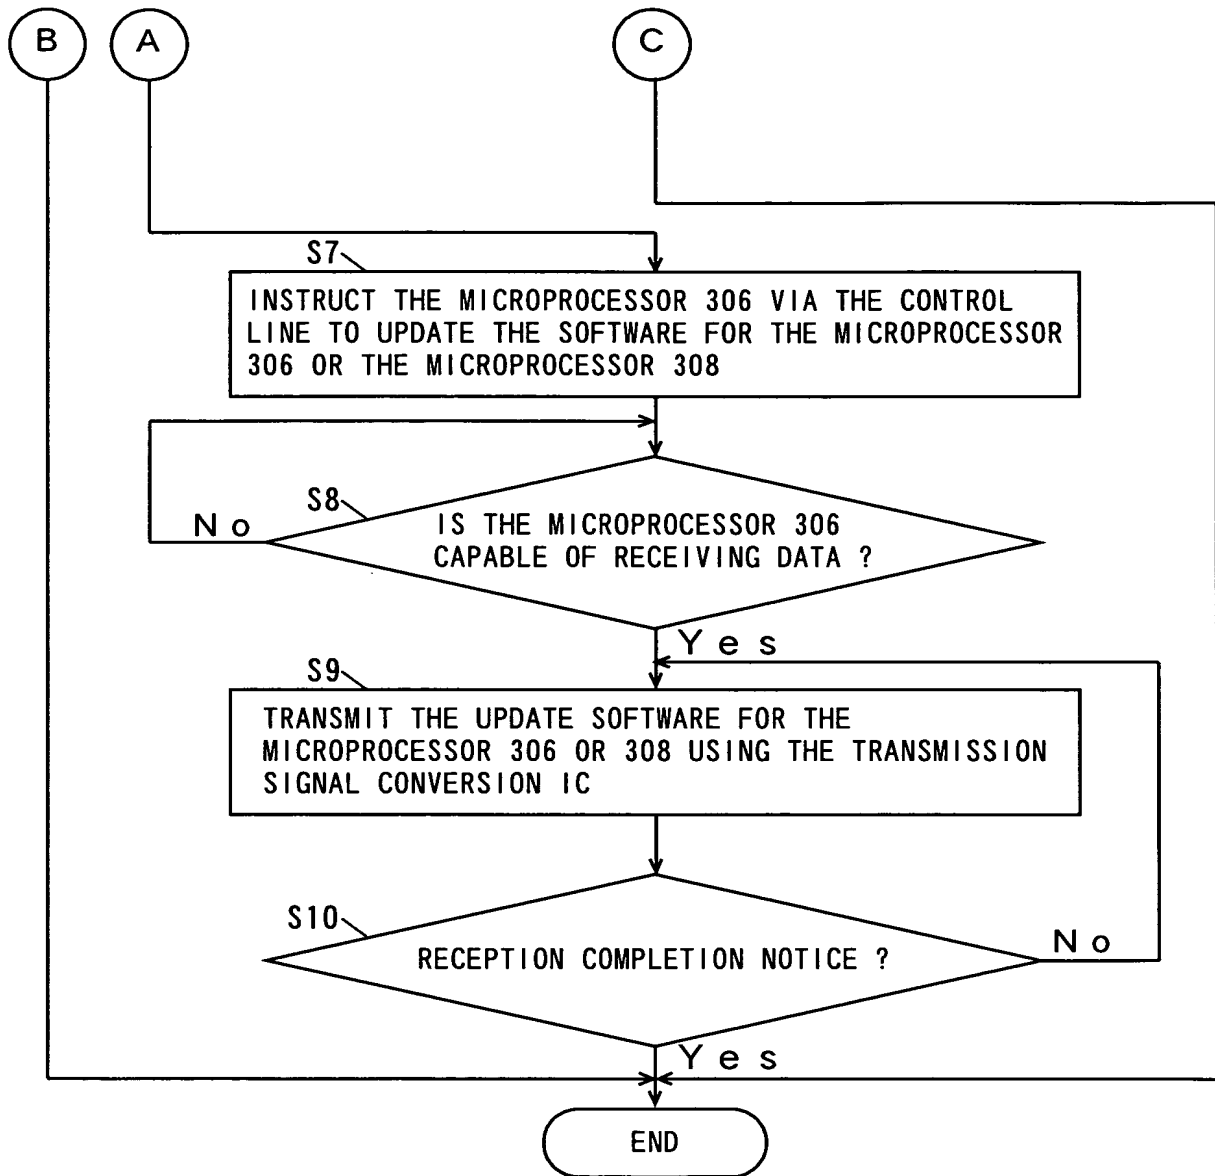 B
A
C
S7
INSTRUCT THE MICROPROCESSOR 306 VIA THE CONTROL
LINE TO UPDATE THE SOFTWARE FOR THE MICROPROCESSOR
306 OR THE MICROPROCESSOR 308
S8
No
IS THE MICROPROCESSOR 306
CAPABLE OF RECEIVING DATA ?
Yes
S9
TRANSMIT THE UPDATE SOFTWARE FOR THE
MICROPROCESSOR 306 OR 308 USING THE TRANSMISSION
SIGNAL CONVERSION IC
S10
RECEPTION COMPLETION NOTICE ?
No
Yes
END